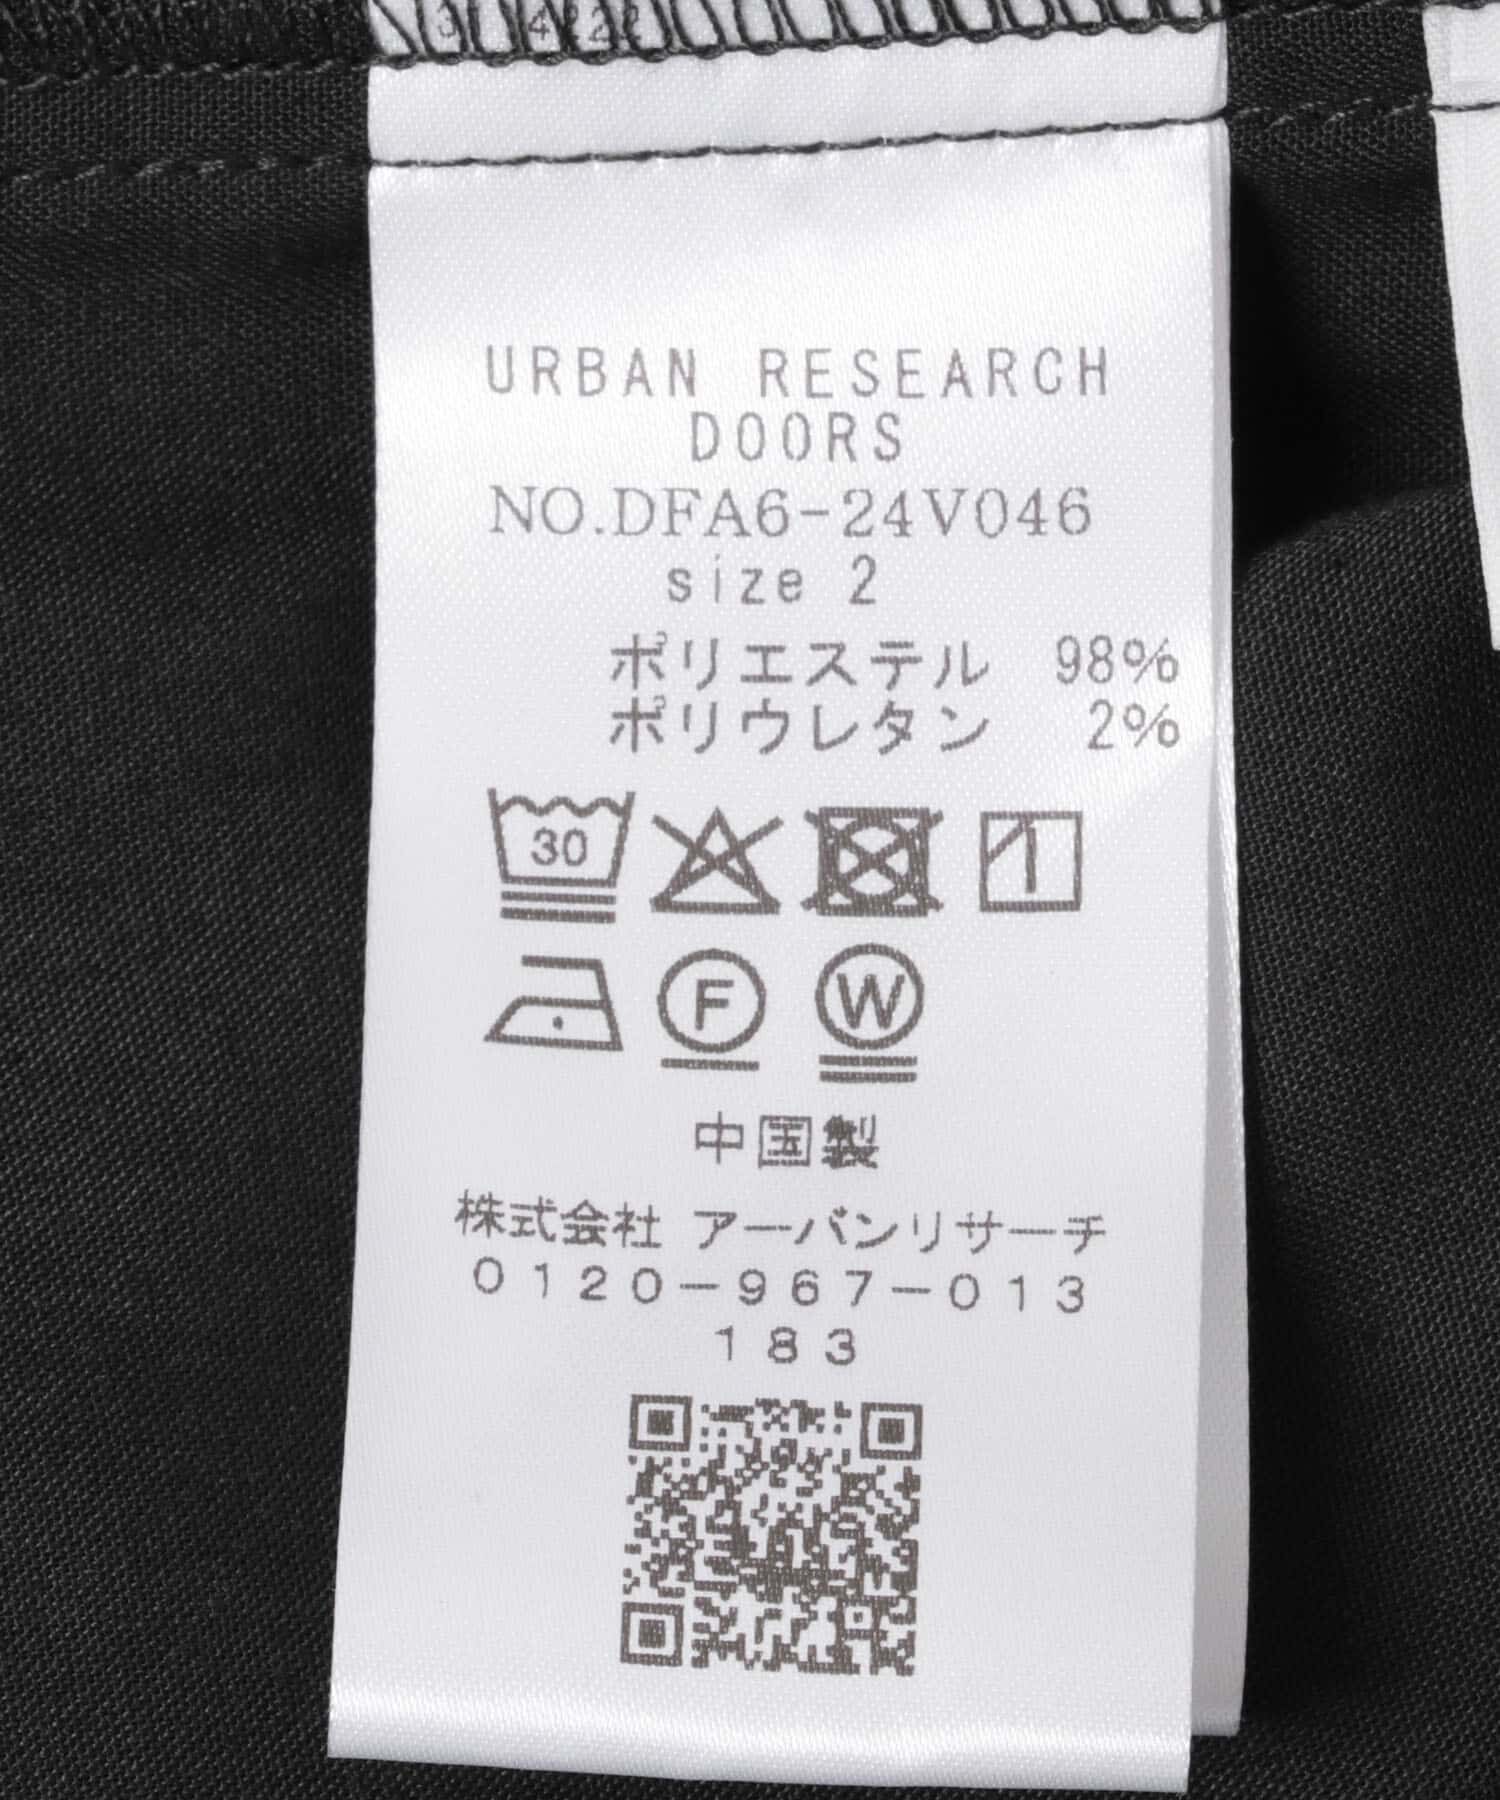 URBAN RESEARCH
DOORS
NO.DFA6-24V046
size 2
ポリエステル 98%
ポリウレタン 2%
30
F W
中国製
株式会社 アーバンリサーチ
0120-967-013
183